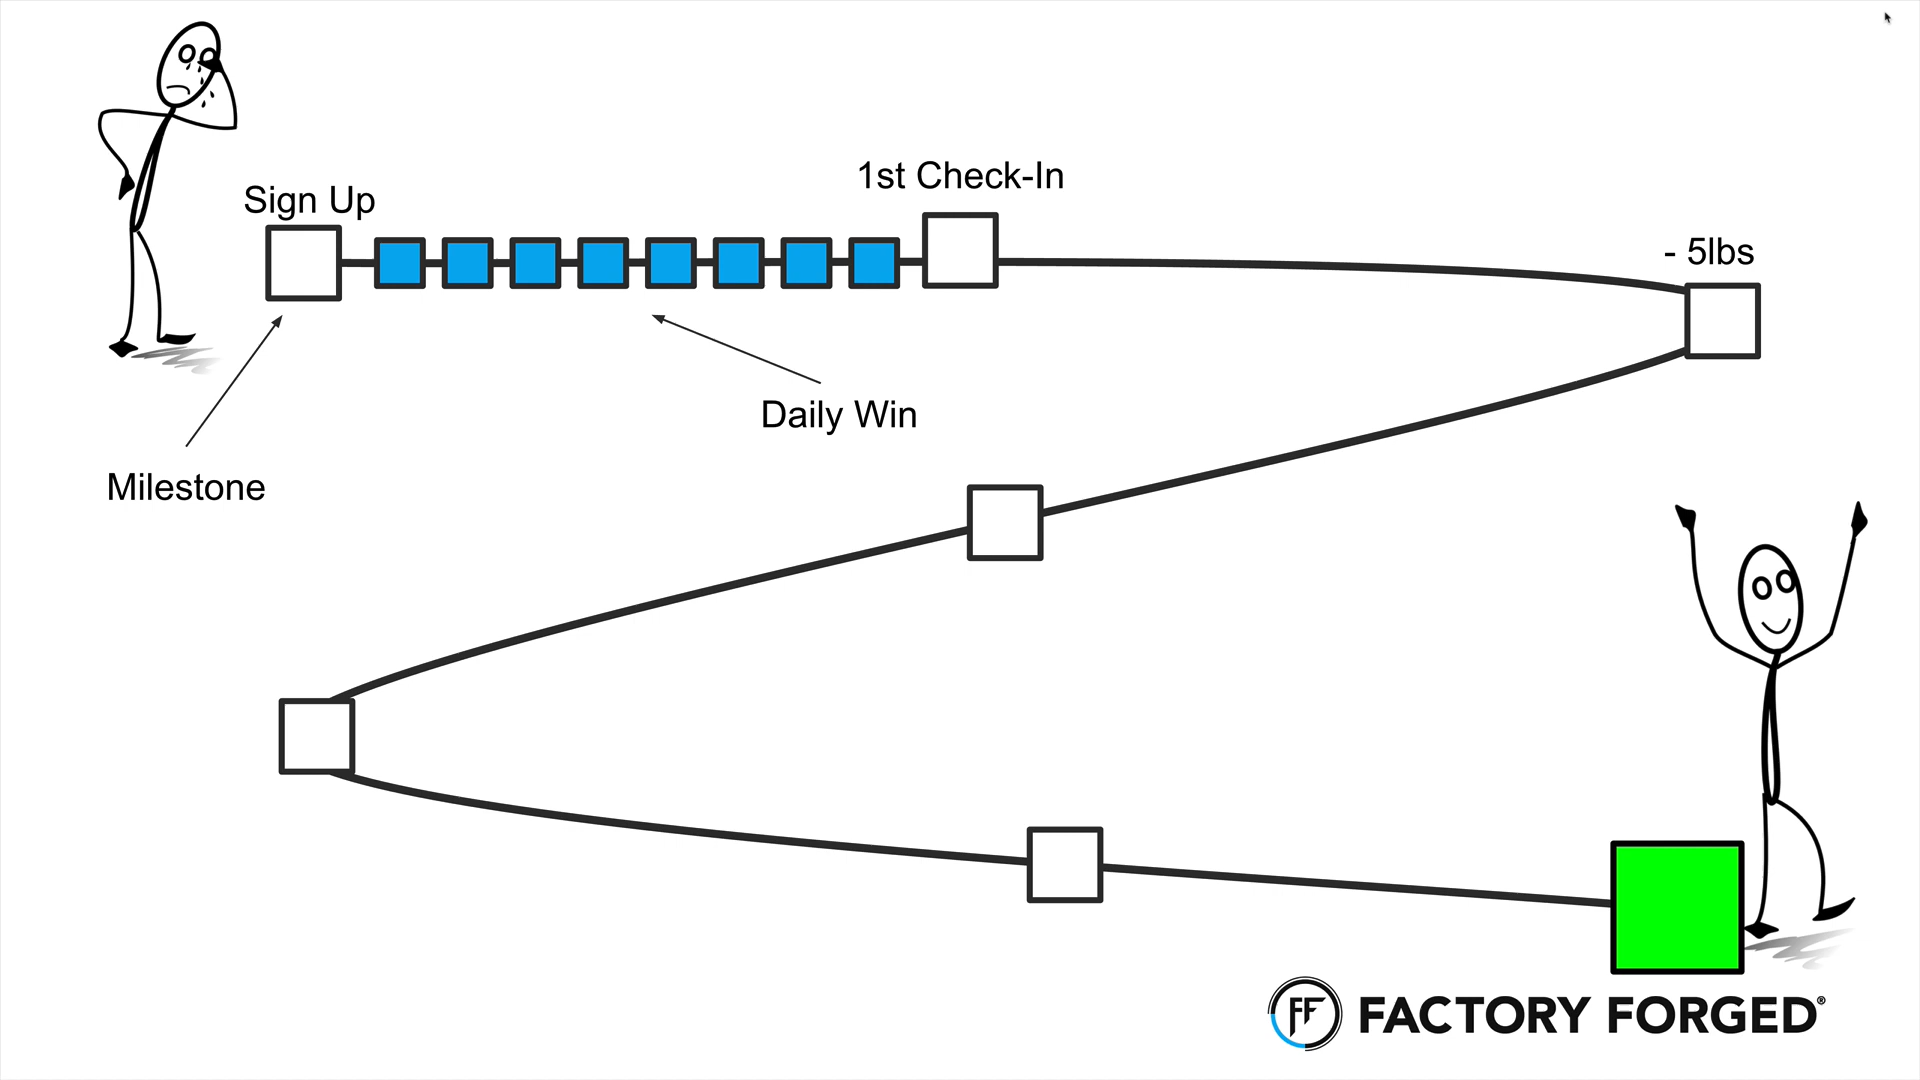 Sign Up
1st Check-In
- 5lbs
Daily Win
Milestone
FF FACTORY FORGED®